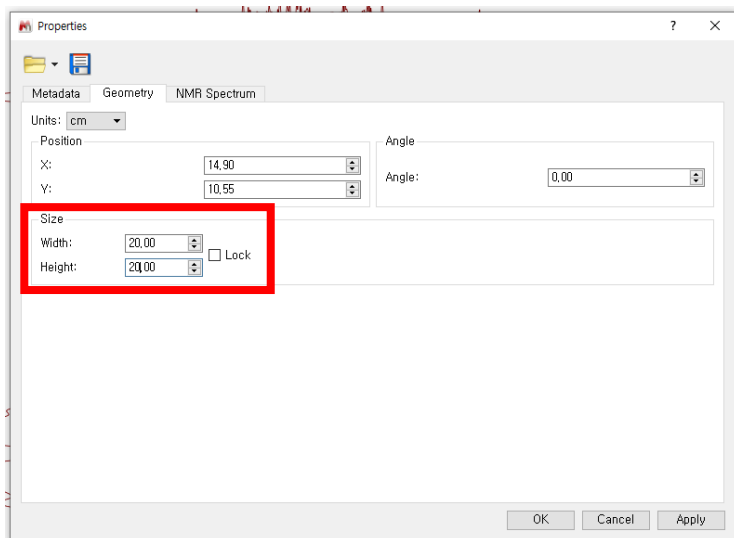 Properties
? ×
Metadata Geometry NMR Spectrum
Units: cm
Position
X: 14,90
Y: 10,55
Angle
Angle: 0,00
Size
Width: 20,00
Height: 20,00
Lock
OK Cancel Apply